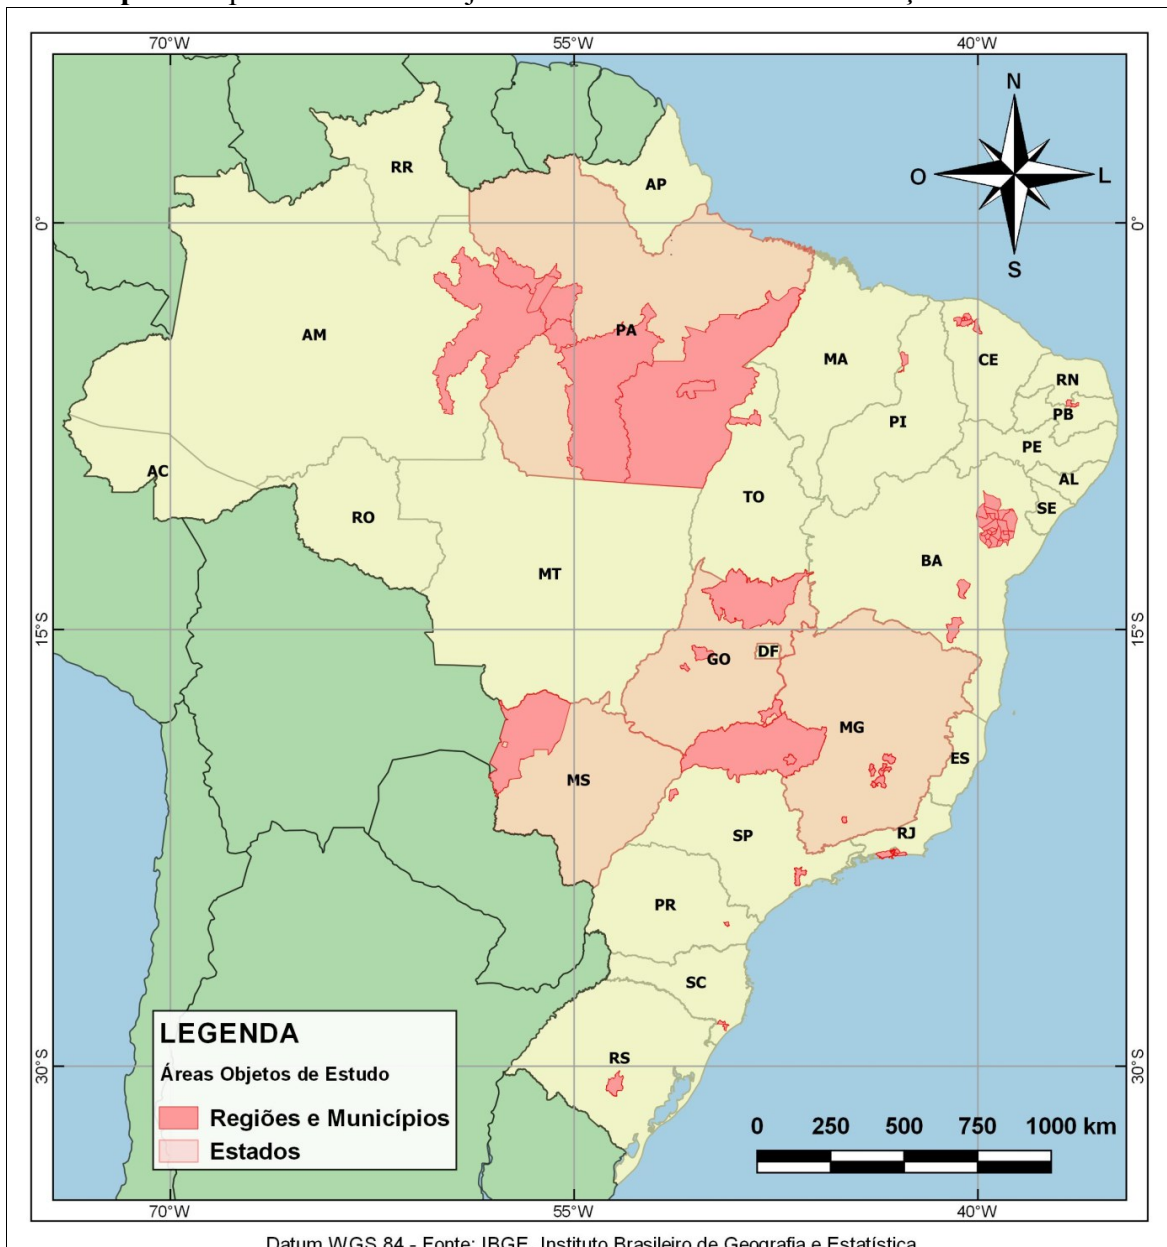 70°W 55°W 40°W
N
O L
S
0° 0°
RR
AP
AM
PA
MA
CE
RN
PB
PI
PE
AC
AL
TO
SE
RO
BA
MT
15°S 15°S
GO DF
MG
ES
MS
SP
RJ
PR
SC
RS
30°S 30°S
LEGENDA
Áreas Objetos de Estudo
Regiões e Municípios
Estados
0 250 500 750 1000 km
70°W 55°W 40°W
Datum WGS 84 - Fonte: IBGE, Instituto Brasileiro de Geografia e Estatística